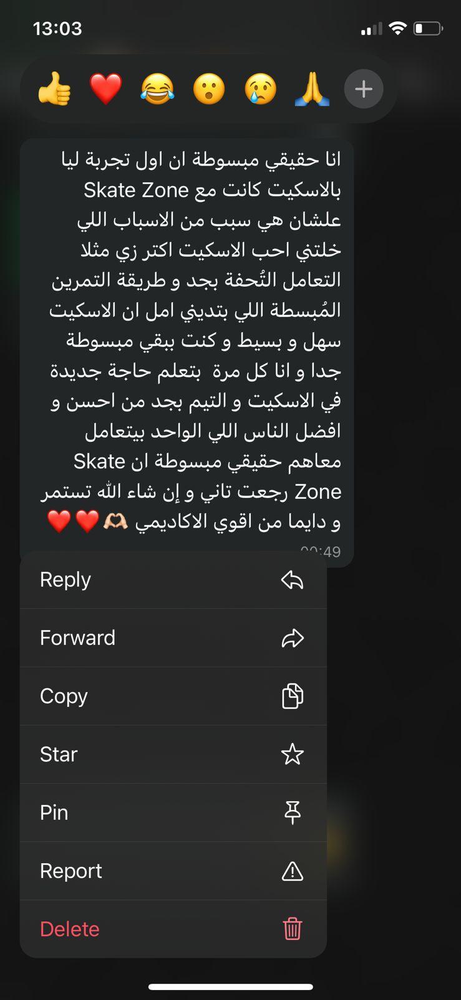 13:03
انا حقيقي مبسوطة ان اول تجربة ليا
بالاسكيت كانت مع Skate Zone
علشان هي سبب من الاسباب اللي
خلتني احب الاسكيت اكتر زي مثلا
التعامل التُحفة بجد و طريقة التمرين
المُبسطة اللي بتديني امل ان الاسكيت
سهل و بسيط و كنت ببقي مبسوطة
جدا و انا كل مرة  بتعلم حاجة جديدة
في الاسكيت و التيم بجد من احسن و
افضل الناس اللي الواحد بيتعامل
معاهم حقيقي مبسوطة ان Skate
Zone رجعت تاني و إن شاء الله تستمر
و دايما من اقوي الاكاديمي 🫶🏻❤️❤️
Reply
Forward
Copy
Star
Pin
Report
Delete